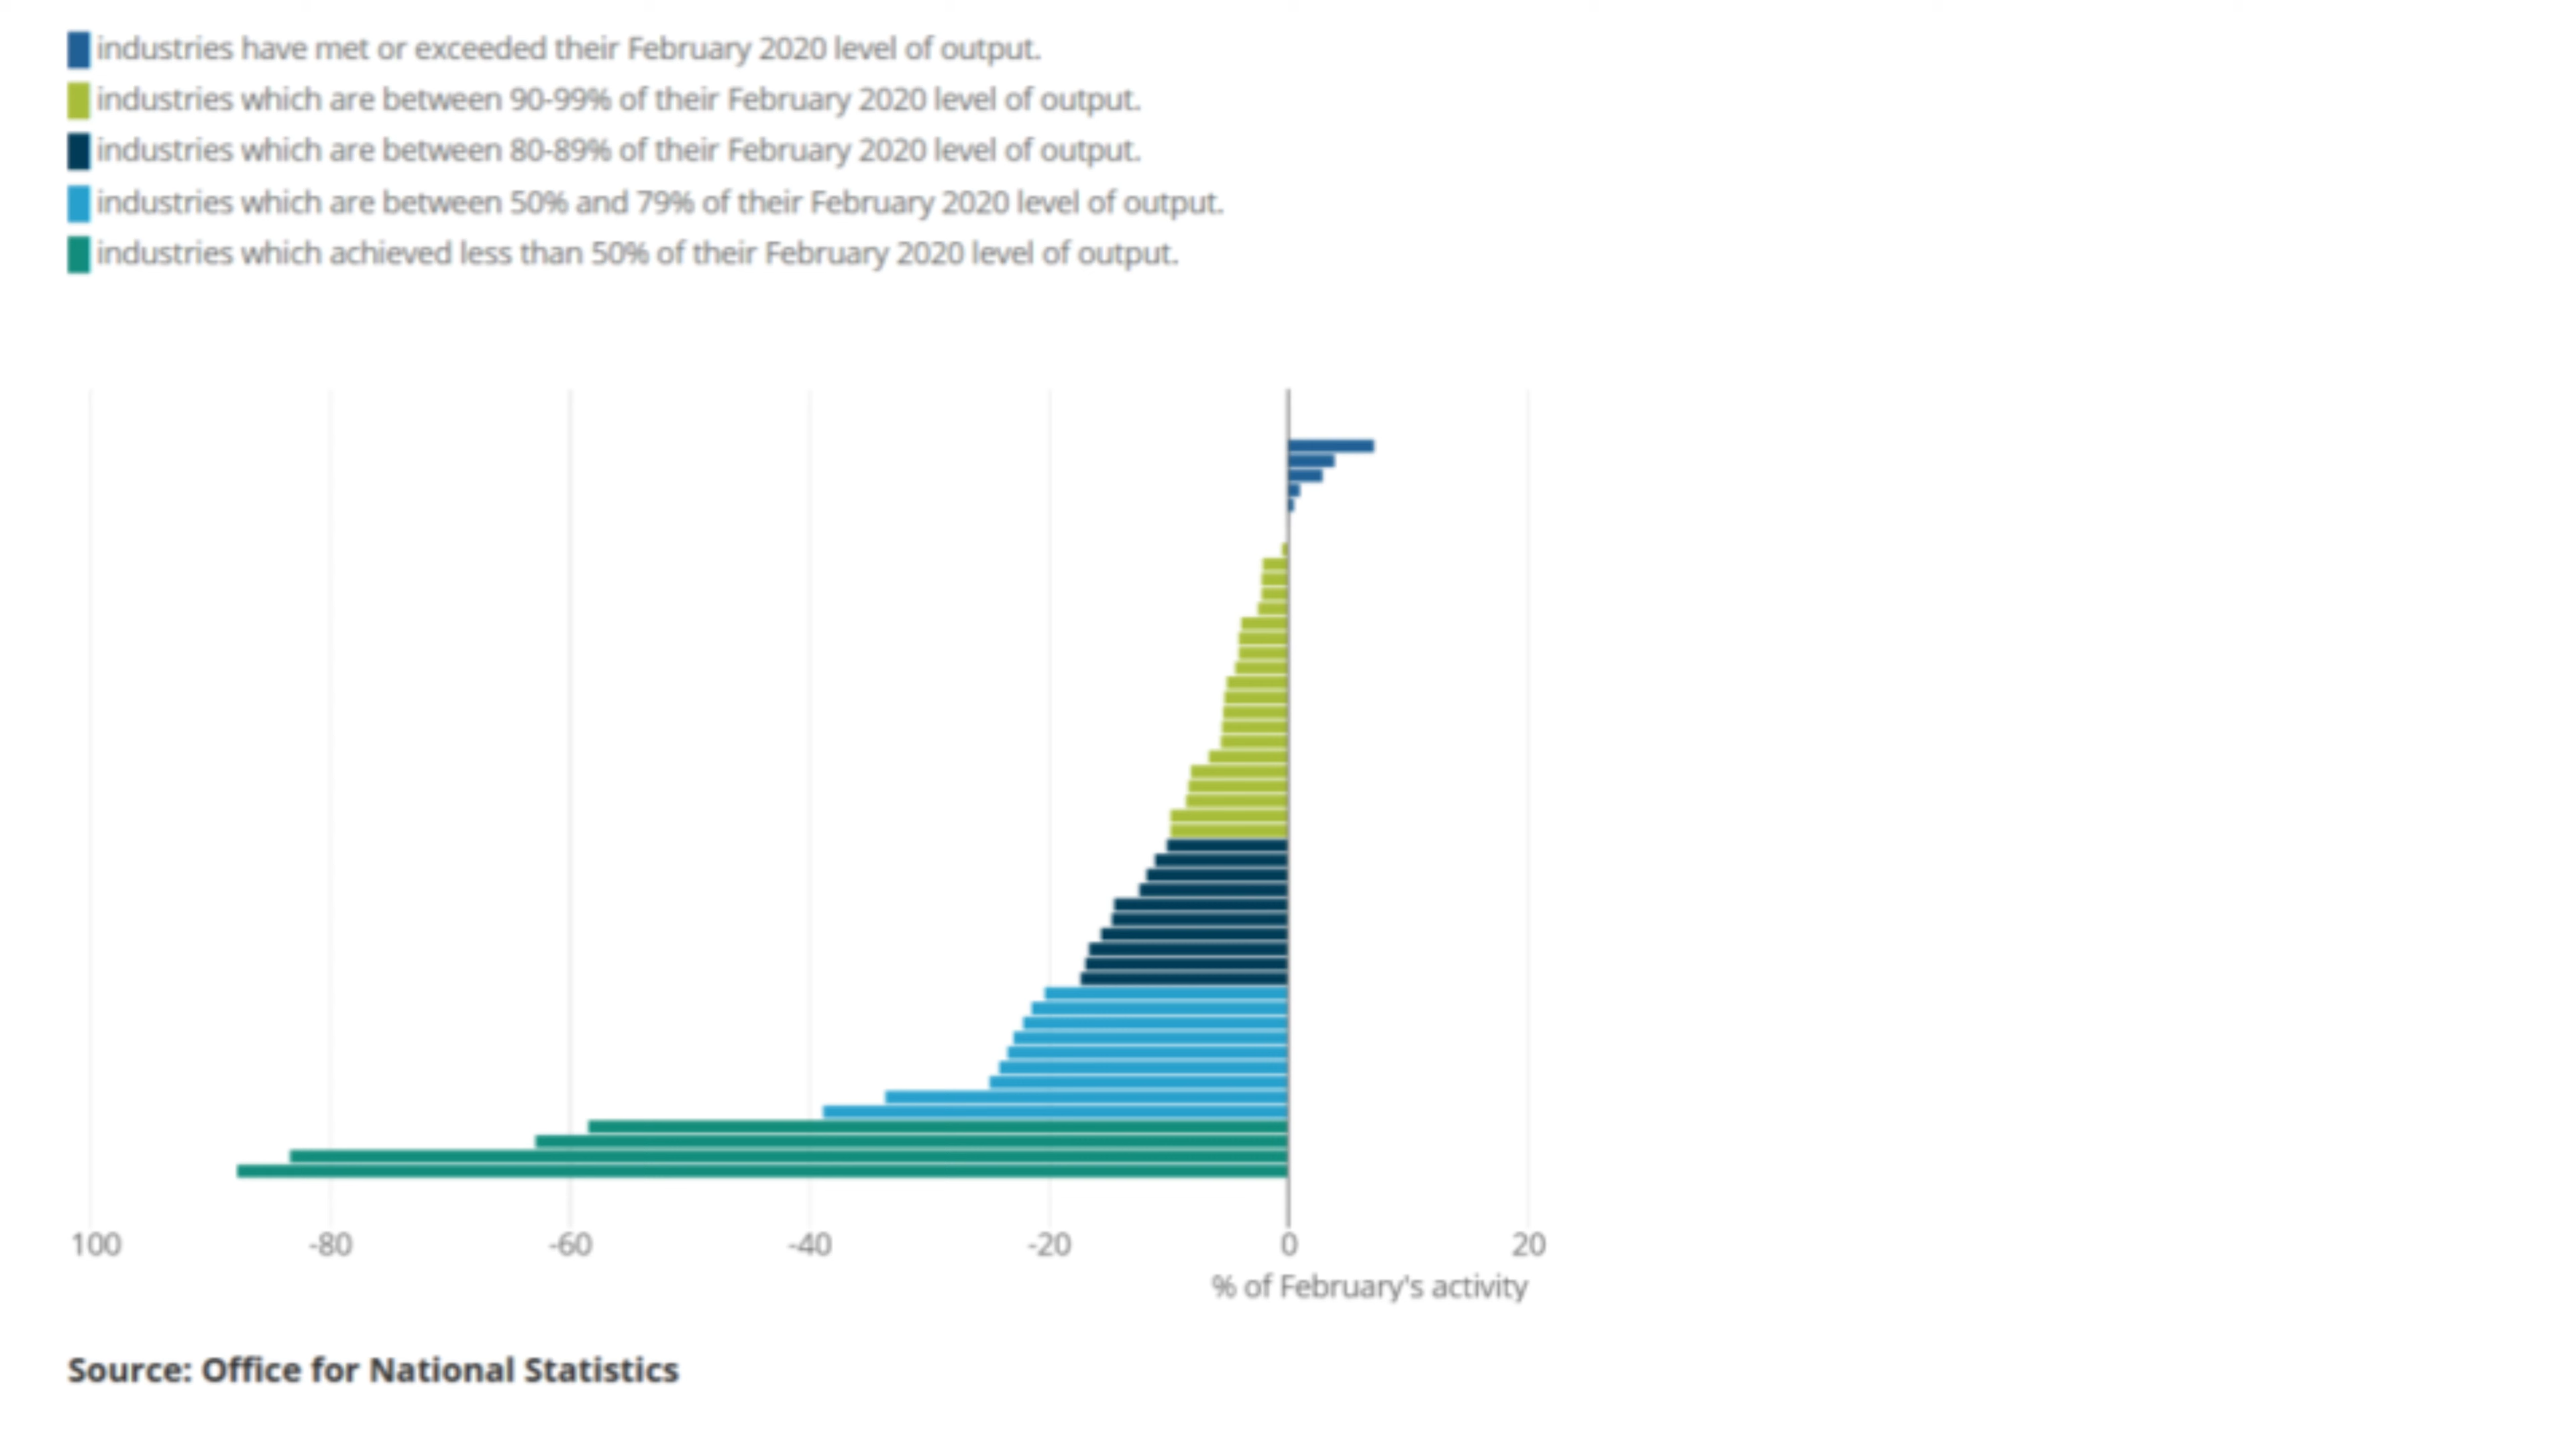 industries have met or exceeded their February 2020 level of output.
industries which are between 90-99% of their February 2020 level of output.
industries which are between 80-89% of their February 2020 level of output.
industries which are between 50% and 79% of their February 2020 level of output.
industries which achieved less than 50% of their February 2020 level of output.
100 -80 -60 -40 -20 0 20
% of February's activity
Source: Office for National Statistics